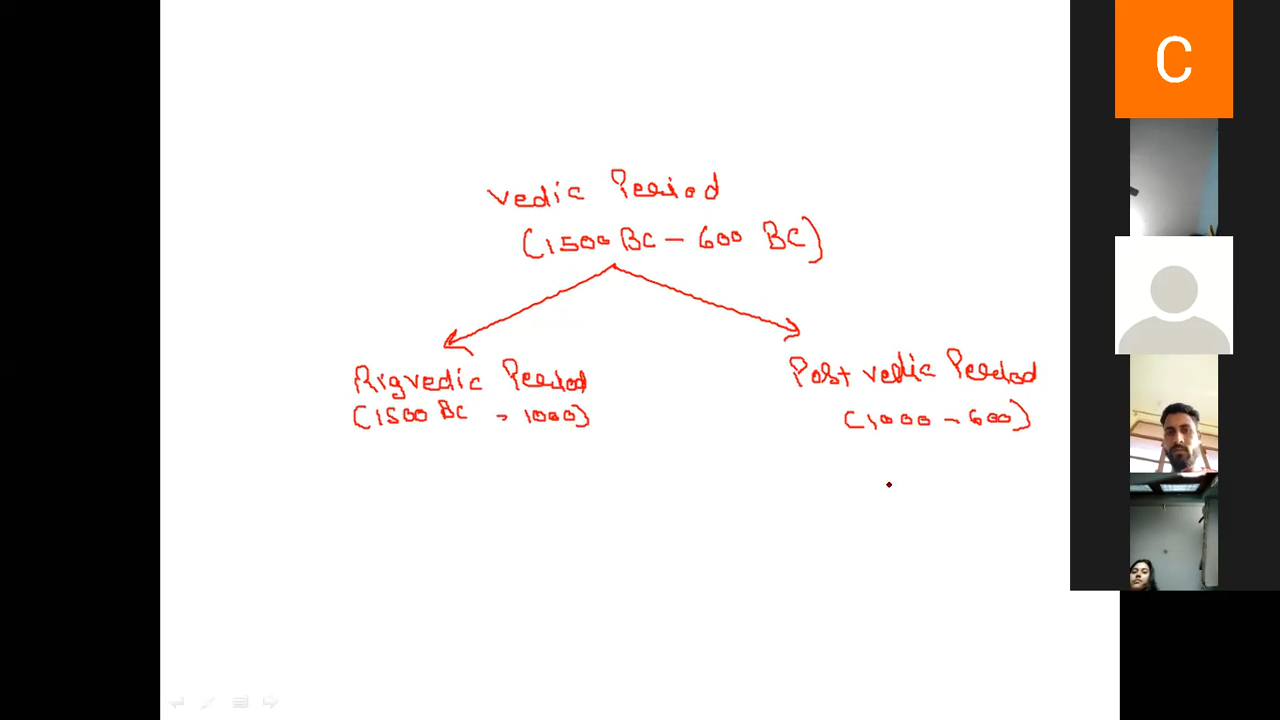 C
Vedic Period
(1500 BC - 600 BC)
Rigvedic Period
(1500 BC - 1000)
Post vedic Period
(1000 - 600)